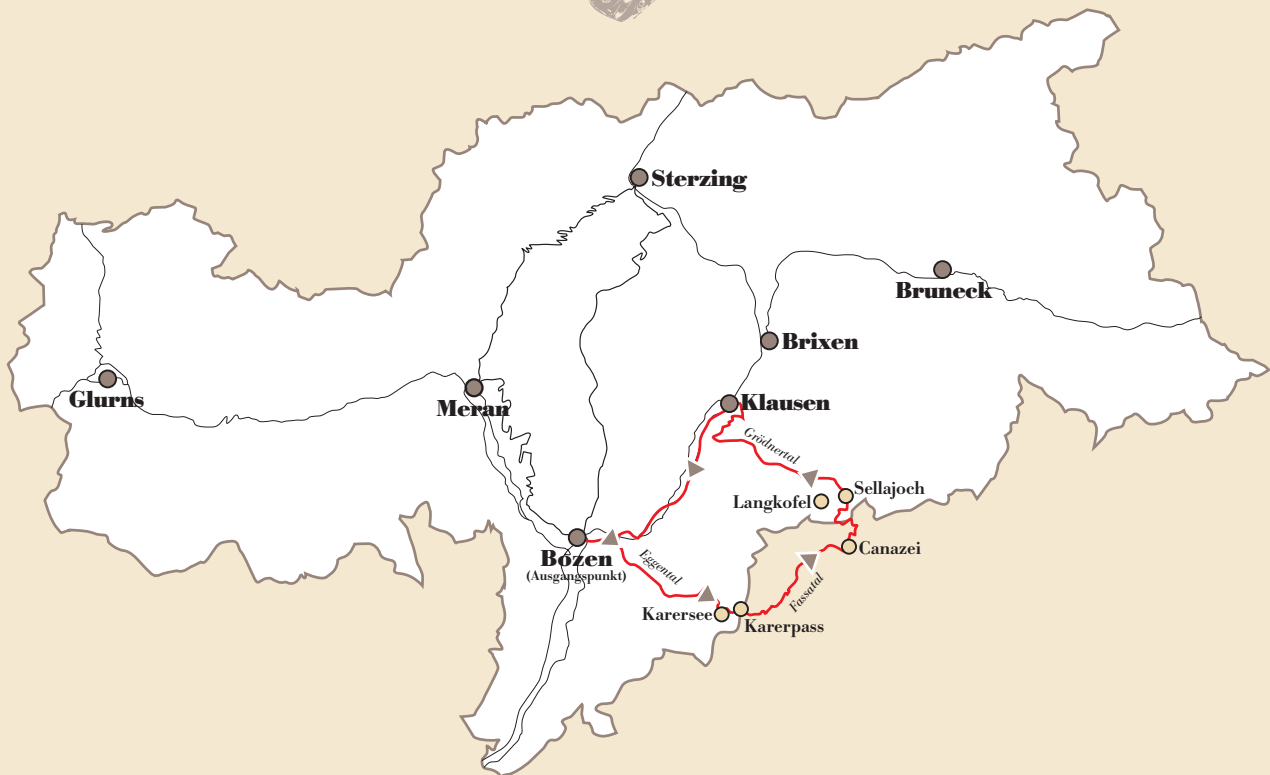 Sterzing
Bruneck
Brixen
Glurns
Meran
Klausen
Grödnertal
Langkofel
Sellajoch
Bozen
(Ausgangspunkt)
Eggental
Canazei
Fassatal
Karersee
Karerpass